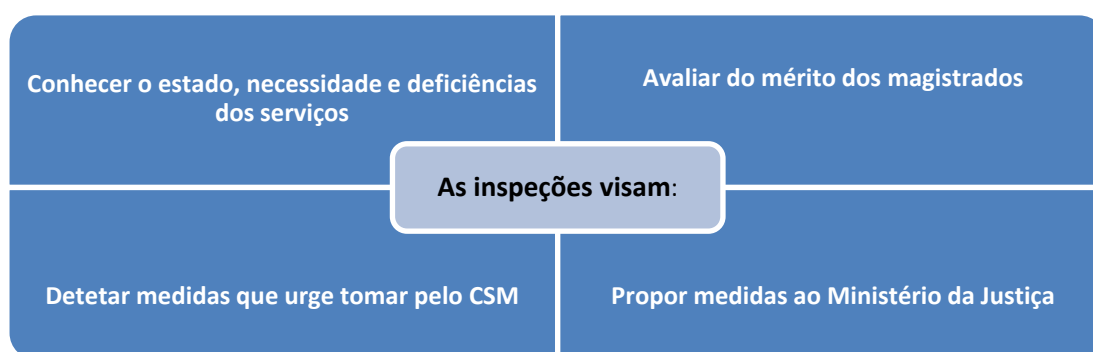 Conhecer o estado, necessidade e deficiências
dos serviços
Avaliar do mérito dos magistrados
As inspeções visam:
Detetar medidas que urge tomar pelo CSM
Propor medidas ao Ministério da Justiça